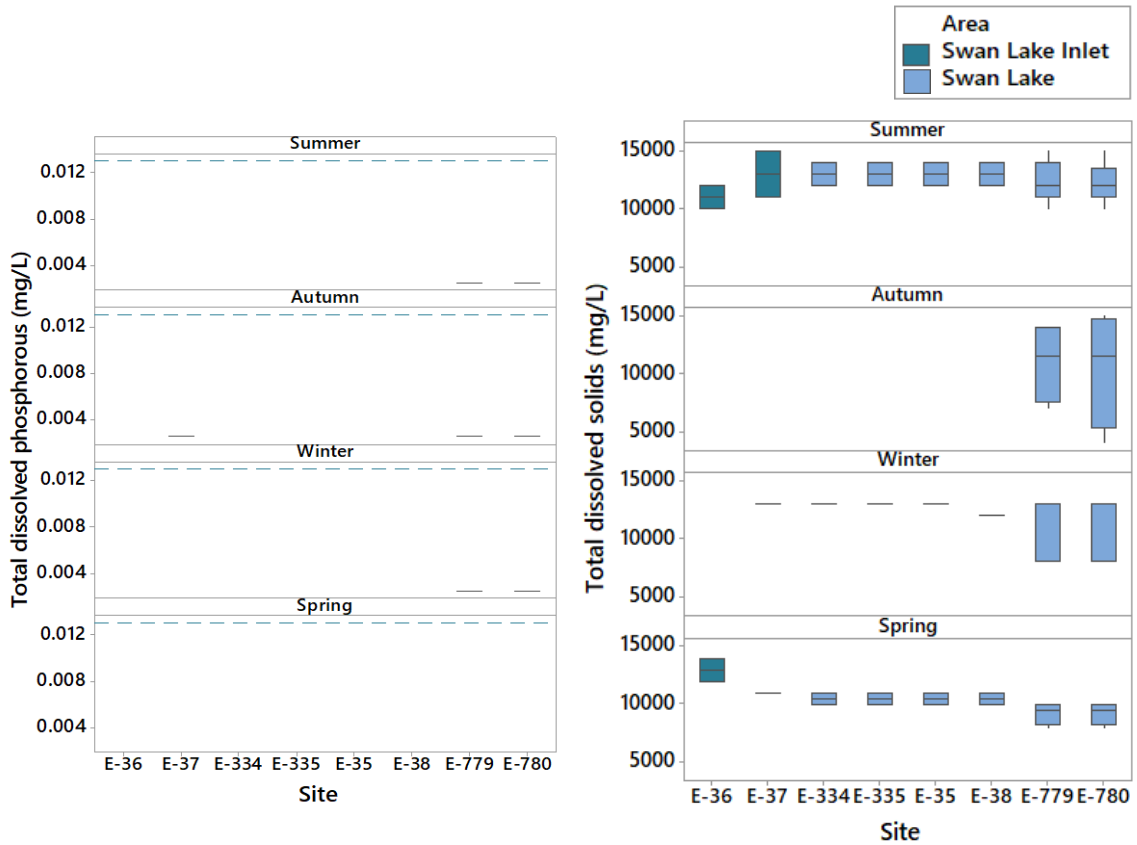 Area
Swan Lake Inlet
Swan Lake
Total dissolved phosphorous (mg/L)
Summer
0.012
0.008
0.004
Autumn
0.012
0.008
0.004
Winter
0.012
0.008
0.004
Spring
0.012
0.008
0.004
E-36 E-37 E-334 E-335 E-35 E-38 E-779 E-780
Site
Total dissolved solids (mg/L)
Summer
15000
10000
5000
Autumn
15000
10000
5000
Winter
15000
10000
5000
Spring
15000
10000
5000
E-36 E-37 E-334 E-335 E-35 E-38 E-779 E-780
Site